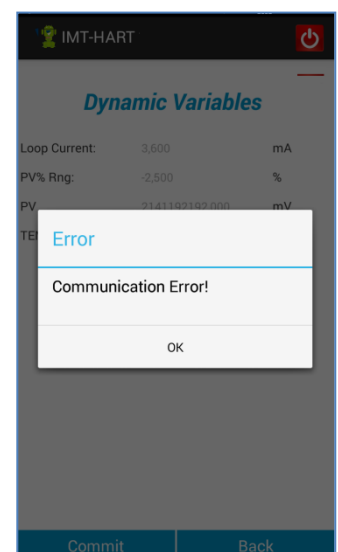 IMT-HART
Dynamic Variables
Loop Current: 3,600 mA
PV% Rng: -2,500 %
PV 2141192192,000 mV
TE
Error
Communication Error!
OK
Commit Back